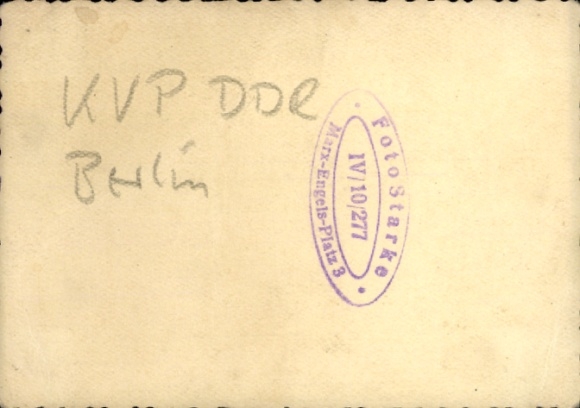 KVP DDR
Berlin
Foto Starke
IV/10/277
Marx-Engels-Platz 3